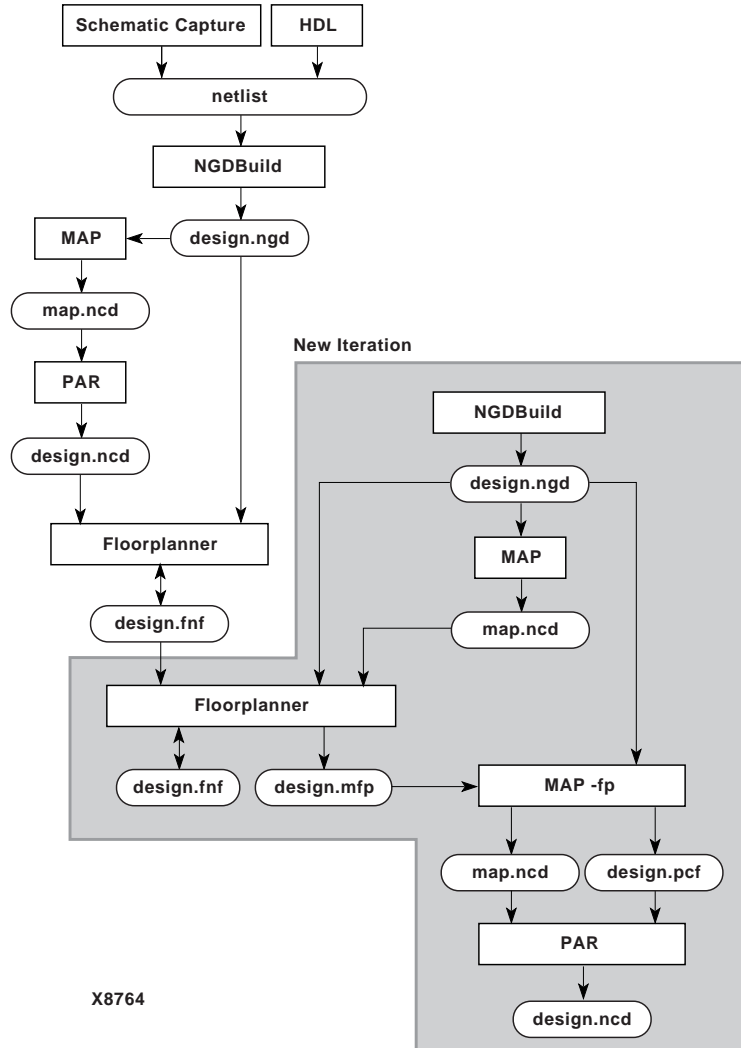 Schematic Capture
HDL
netlist
NGDBuild
MAP
design.ngd
map.ncd
PAR
design.ncd
Floorplanner
design.fnf
New Iteration
NGDBuild
design.ngd
MAP
map.ncd
Floorplanner
design.fnf
design.mfp
MAP -fp
map.ncd
design.pcf
PAR
design.ncd
X8764